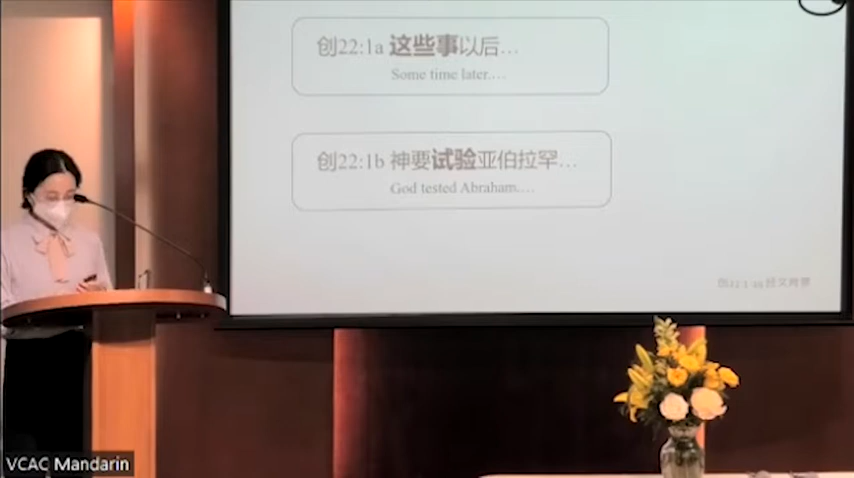 创22:1a 这些事以后…
Some time later.…
创22:1b 神要试验亚伯拉罕…
God tested Abraham.…
VCAC Mandarin